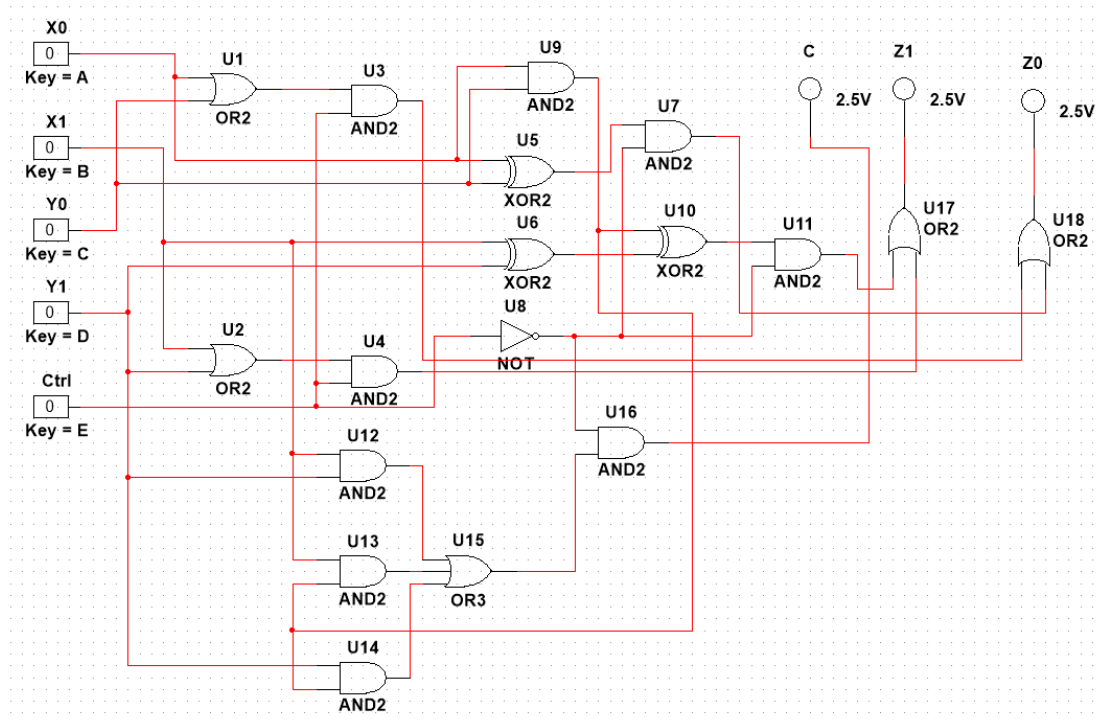 X0
0
Key = A
X1
0
Key = B
Y0
0
Key = C
Y1
0
Key = D
Ctrl
0
Key = E
U1
OR2
U3
AND2
U9
AND2
U7
AND2
U5
XOR2
U6
XOR2
U10
XOR2
U11
AND2
C
2.5V
Z1
2.5V
Z0
2.5V
U17
OR2
U18
OR2
U8
NOT
U2
OR2
U4
AND2
U16
AND2
U12
AND2
U13
AND2
U15
OR3
U14
AND2